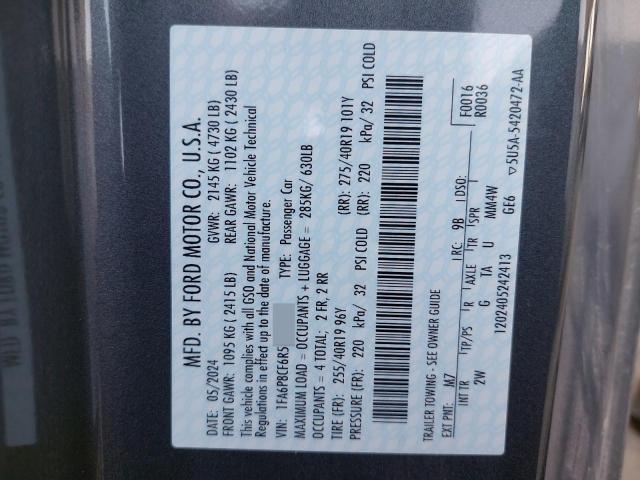 MFD. BY FORD MOTOR CO., U.S.A.
DATE: 05/2024 GVWR: 2145 KG ( 4730 LB)
FRONT GAWR: 1095 KG ( 2415 LB) REAR GAWR: 1102 KG ( 2430 LB)
This vehicle complies with all GSO and National Motor Vehicle Technical
Regulations in effect up to the date of manufacture.
VIN: 1FA6P8CF6R5 TYPE: Passenger Car
MAXIMUM LOAD = OCCUPANTS + LUGGAGE = 285KG/ 630LB
OCCUPANTS = 4 TOTAL; 2 FR, 2 RR
TIRE (FR): 255/40R19 96Y (RR): 275/40R19 101Y
PRESSURE (FR): 220 kPa/ 32 PSI COLD (RR): 220 kPa/ 32 PSI COLD
TRAILER TOWING - SEE OWNER GUIDE
F0016
R0036
EXT PNT: M7 RC: 9B DSO:
INT TR TP/PS R AXLE TR SPR
2W G TA U MM4W
1202405242413 GE6
▽5U5A-5420472-AA